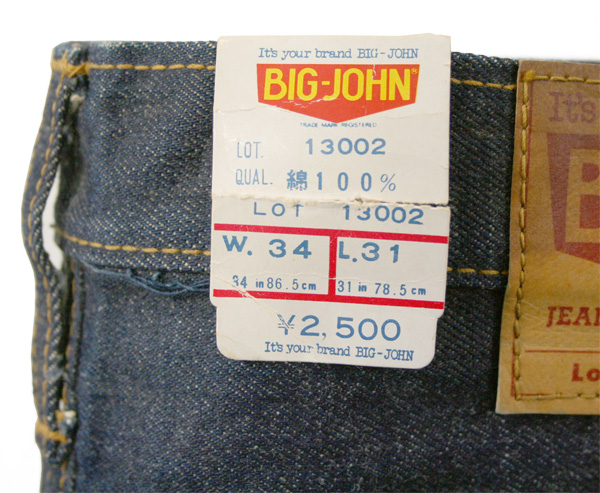 It's your brand BIG-JOHN
BIG-JOHN®
TRADE MARK REGISTERED
LOT. 13002
QUAL. 綿100%
LOT 13002
W. 34 L. 31
34 in 86.5cm 31 in 78.5cm
¥2,500
It's your brand BIG-JOHN
It's
B
JEAN
Lo